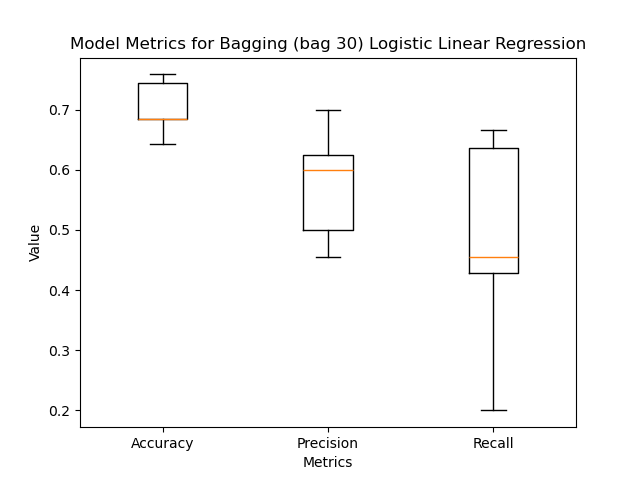 Model Metrics for Bagging (bag 30) Logistic Linear Regression
0.7
0.6
0.5
0.4
0.3
0.2
Value
Accuracy Precision Recall
Metrics